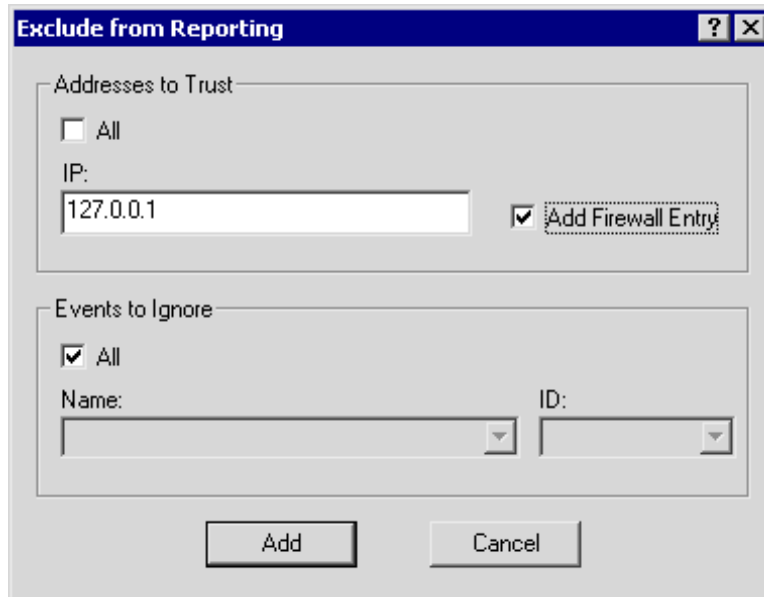 Exclude from Reporting ?
Addresses to Trust
All
IP:
127.0.0.1
Add Firewall Entry
Events to Ignore
All
Name: ID:
Add Cancel